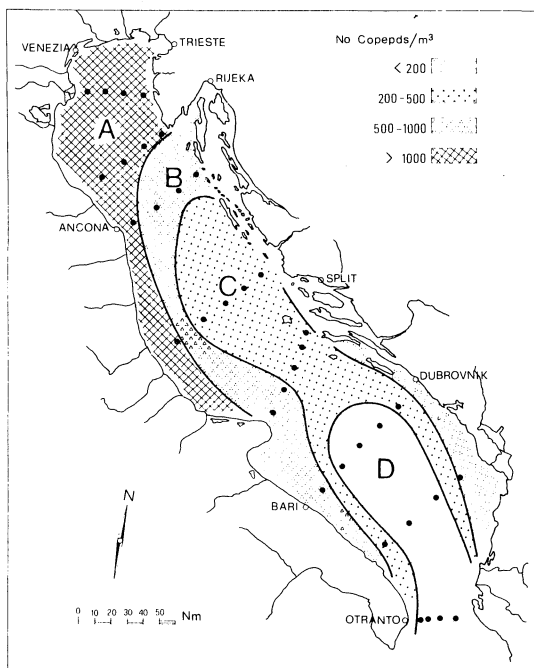 No Copepds/m³
< 200
200-500
500-1000
> 1000
VENEZIA
TRIESTE
RIJEKA
A
B
ANCONA
C
SPLIT
DUBROVNIK
D
BARI
N
0 10 20 30 40 50 Nm
OTRANTO